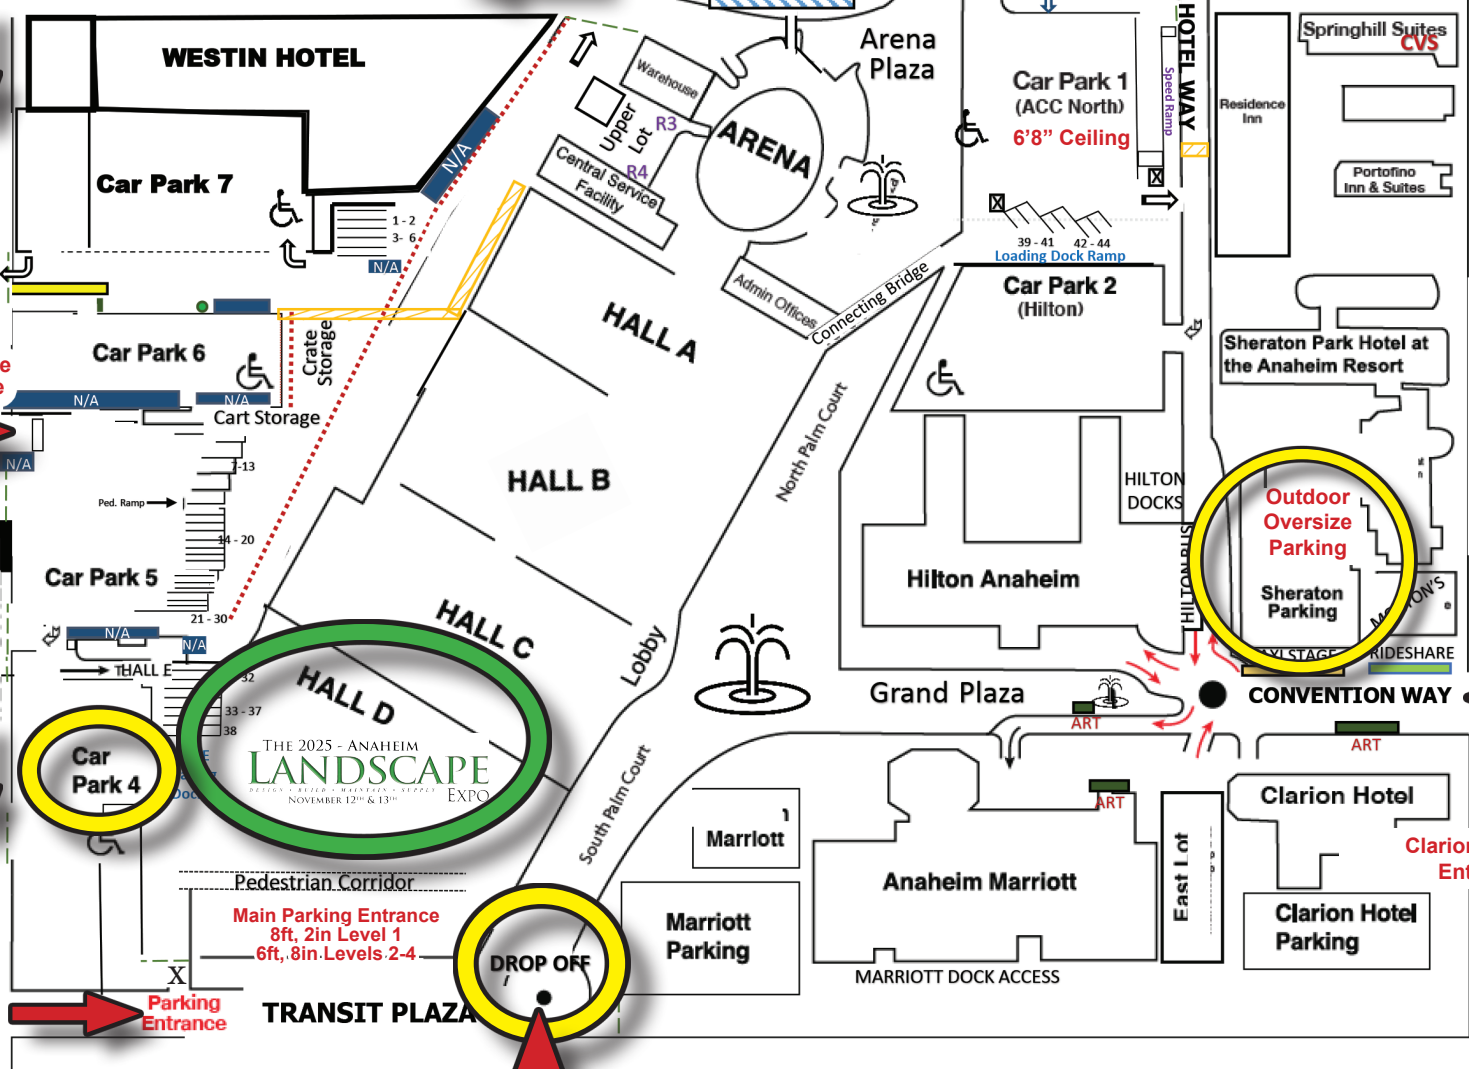 WESTIN HOTEL
Arena
Plaza
Car Park 1
(ACC North)
6’8” Ceiling
HOTEL WAY
Speed Ramp
Springhill Suites
CVS
Residence
Inn
Portofino
Inn & Suites
Warehouse
Upper
Lot
R3
R4
ARENA
Central Service
Facility
N/A
Car Park 7
1 - 2
3- 6
N/A
39 - 41
42 - 44
Loading Dock Ramp
Car Park 2
(Hilton)
Admin Offices
Connecting Bridge
HALL A
Car Park 6
Crate
Storage
N/A
N/A
Cart Storage
Sheraton Park Hotel at
the Anaheim Resort
North Palm Court
N/A
7-13
Ped. Ramp
14 - 20
HALL B
HILTON
DOCKS
Outdoor
Oversize
Parking
Car Park 5
21 - 30
Hilton Anaheim
HILTON BUS
Sheraton
Parking
N/A
N/A
HALL C
Lobby
HALL E
32
33 - 37
38
HALL D
RIDESHARE
Grand Plaza
ART
CONVENTION WAY
ART
Car
Park 4
THE 2025 - ANAHEIM
LANDSCAPE
DESIGN • BUILD • MAINTAIN • SUPPLY
EXPO
NOVEMBER 12TH & 13TH
South Palm Court
ART
Marriott
Clarion Hotel
Pedestrian Corridor
Main Parking Entrance
8ft, 2in Level 1
6ft, 8in Levels 2-4
Marriott
Parking
Anaheim Marriott
East Lot
Clarion Hotel
Parking
DROP OFF
MARRIOTT DOCK ACCESS
X
Parking
Entrance
TRANSIT PLAZA